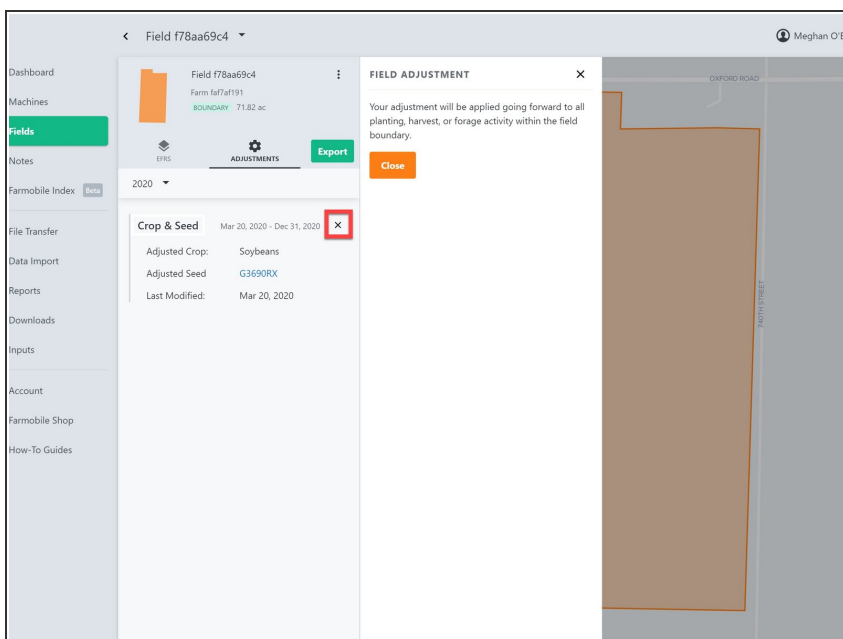 Field f78aa69c4
Meghan O'
Dashboard
Machines
Fields
Notes
Farmobile Index Beta
File Transfer
Data Import
Reports
Downloads
Inputs
Account
Farmobile Shop
How-To Guides
Field f78aa69c4
Farm faf7af191
BOUNDARY 71.82 ac
EFRS
ADJUSTMENTS
Export
2020
Crop & Seed Mar 20, 2020 - Dec 31, 2020
Adjusted Crop: Soybeans
Adjusted Seed G3690RX
Last Modified: Mar 20, 2020
FIELD ADJUSTMENT
Your adjustment will be applied going forward to all
planting, harvest, or forage activity within the field
boundary.
Close
OXFORD ROAD
740TH STREET